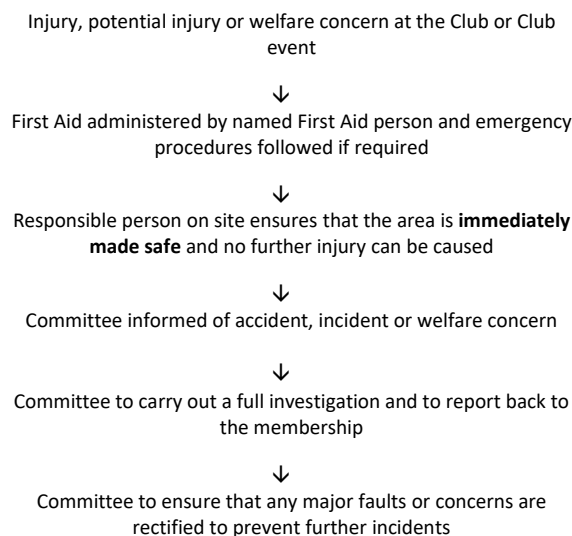 Injury, potential injury or welfare concern at the Club or Club
event
↓
First Aid administered by named First Aid person and emergency
procedures followed if required
↓
Responsible person on site ensures that the area is immediately
made safe and no further injury can be caused
↓
Committee informed of accident, incident or welfare concern
↓
Committee to carry out a full investigation and to report back to
the membership
↓
Committee to ensure that any major faults or concerns are
rectified to prevent further incidents